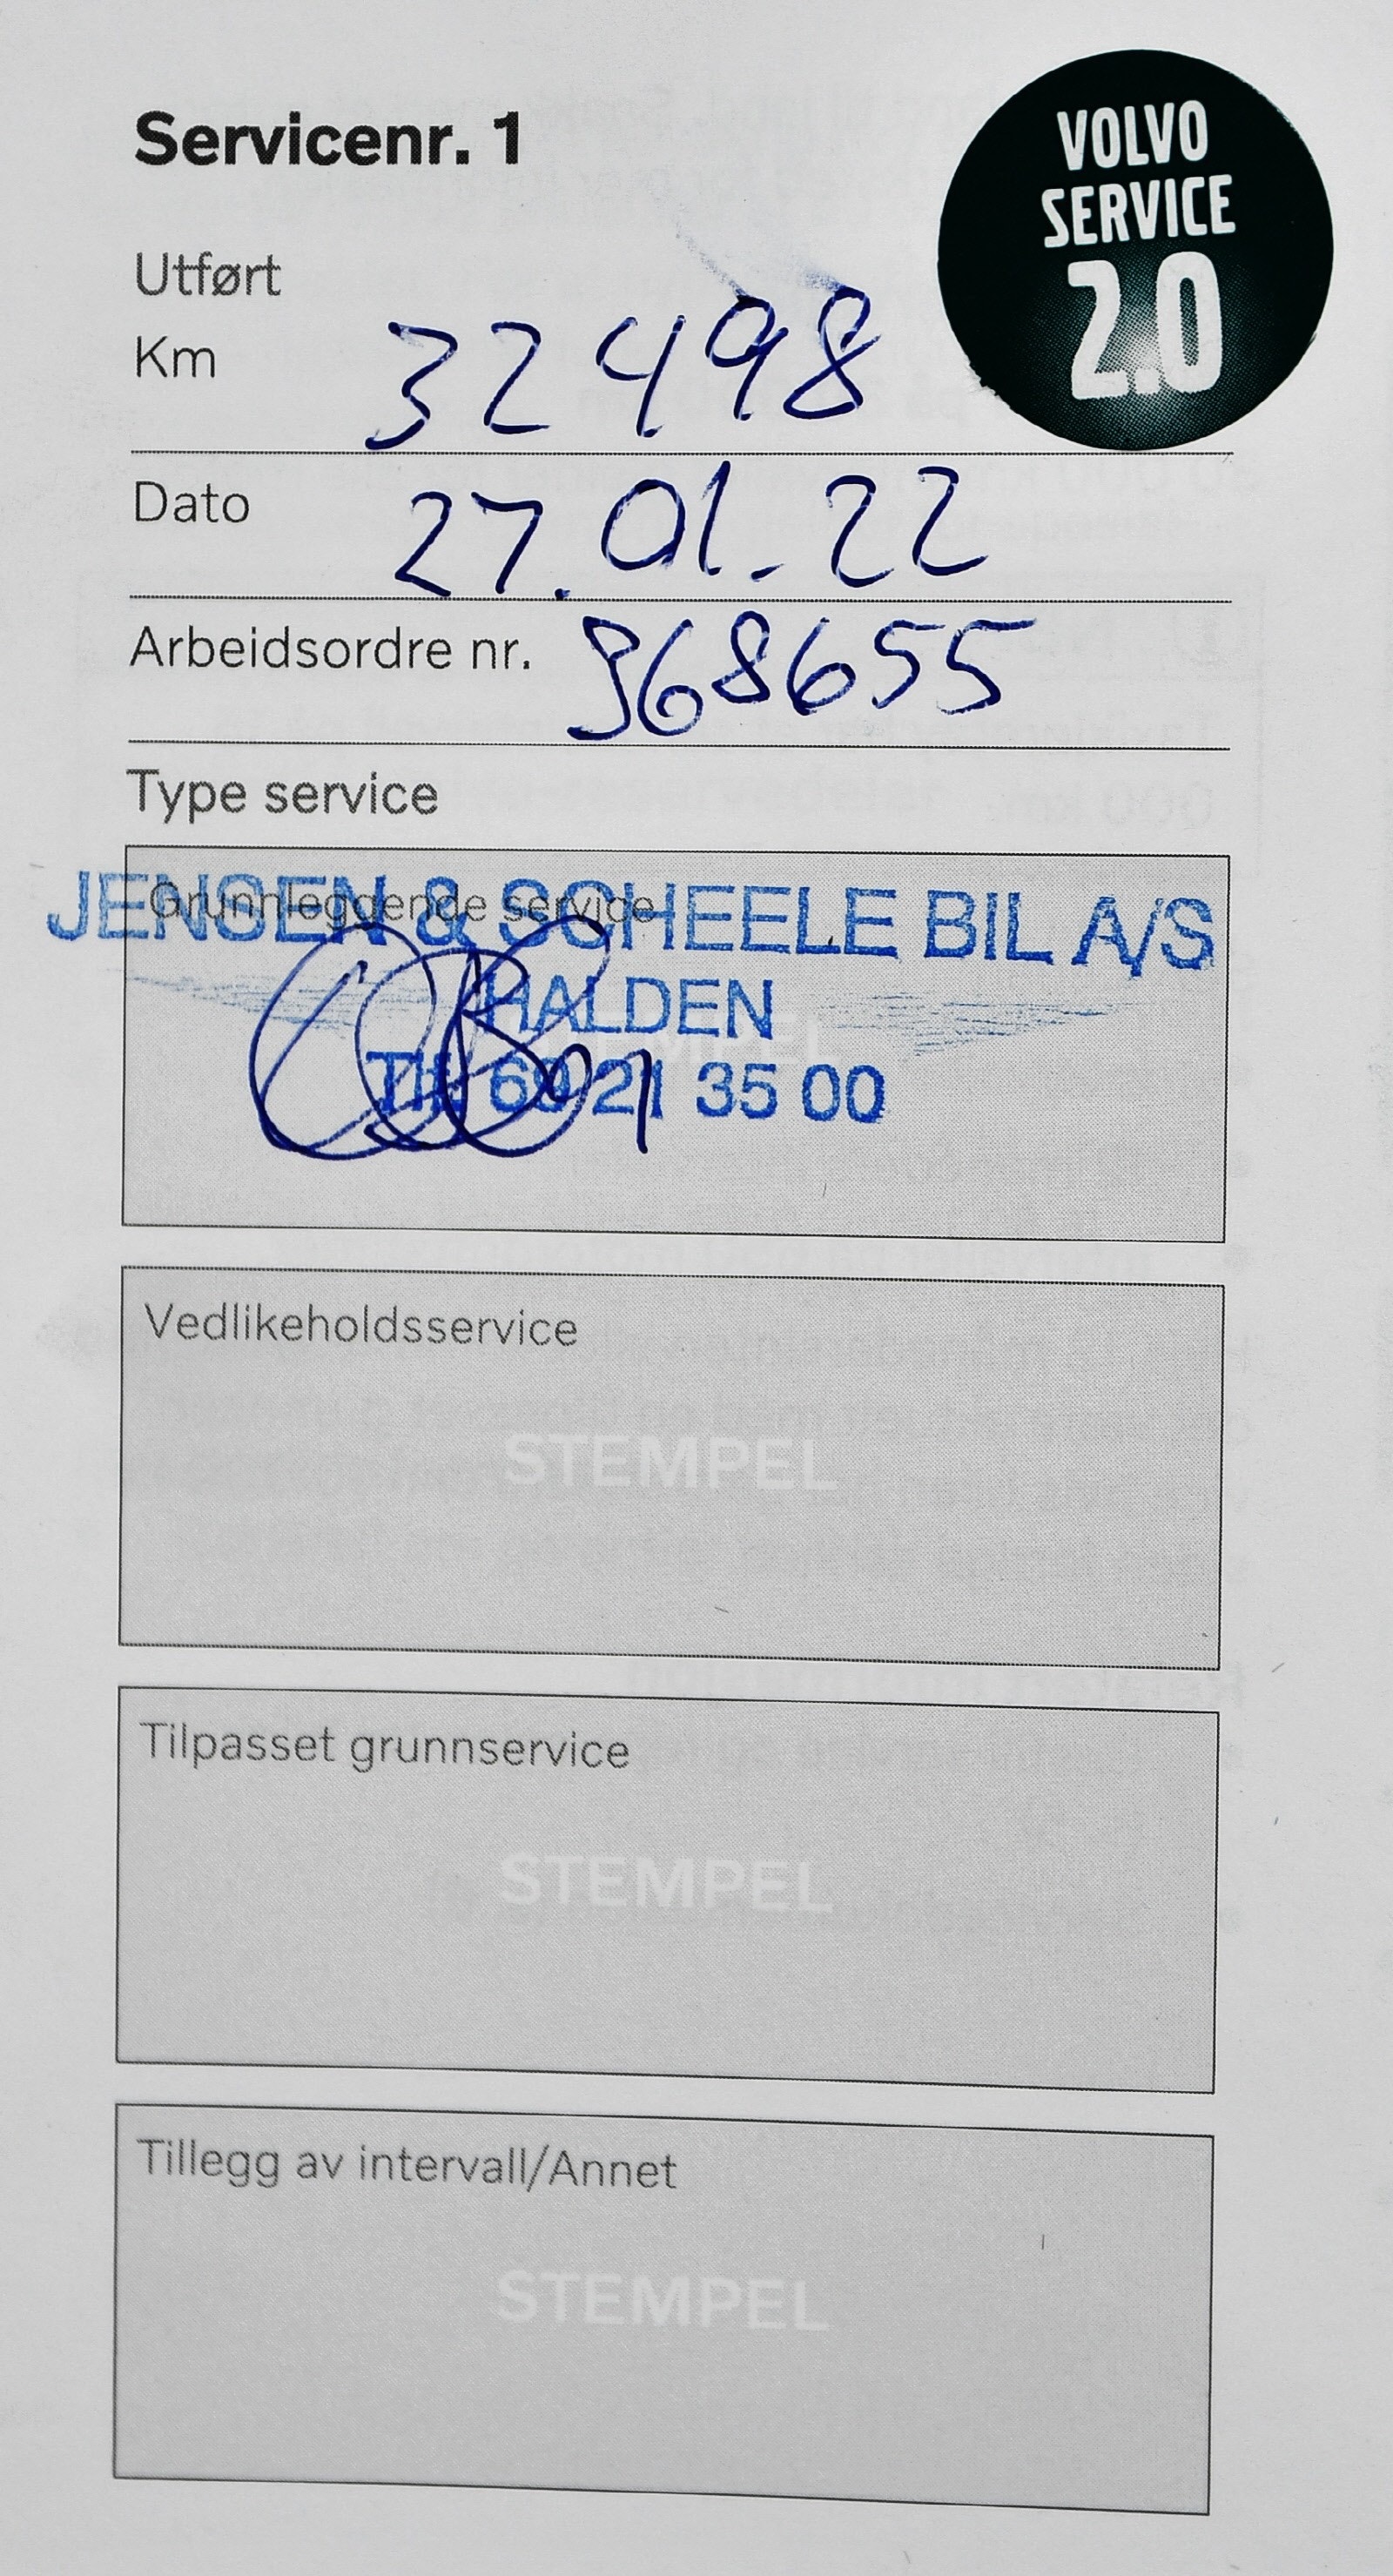 Servicenr. 1
VOLVO
SERVICE
2.0
Utført
Km 32498
Dato 27.01.22
Arbeidsordre nr. 968655
Type service
Grunnleggende service
JENSEN & SCHEELE BIL A/S
HALDEN
Tlf. 69 21 35 00
Vedlikeholdsservice
STEMPEL
Tilpasset grunnservice
STEMPEL
Tillegg av intervall/Annet
STEMPEL